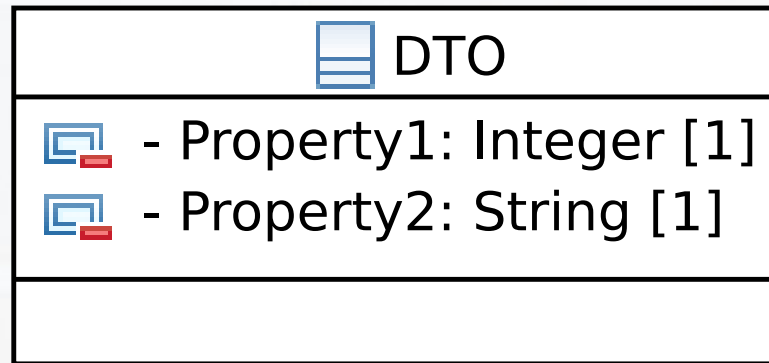 DTO
- Property1: Integer [1]
- Property2: String [1]